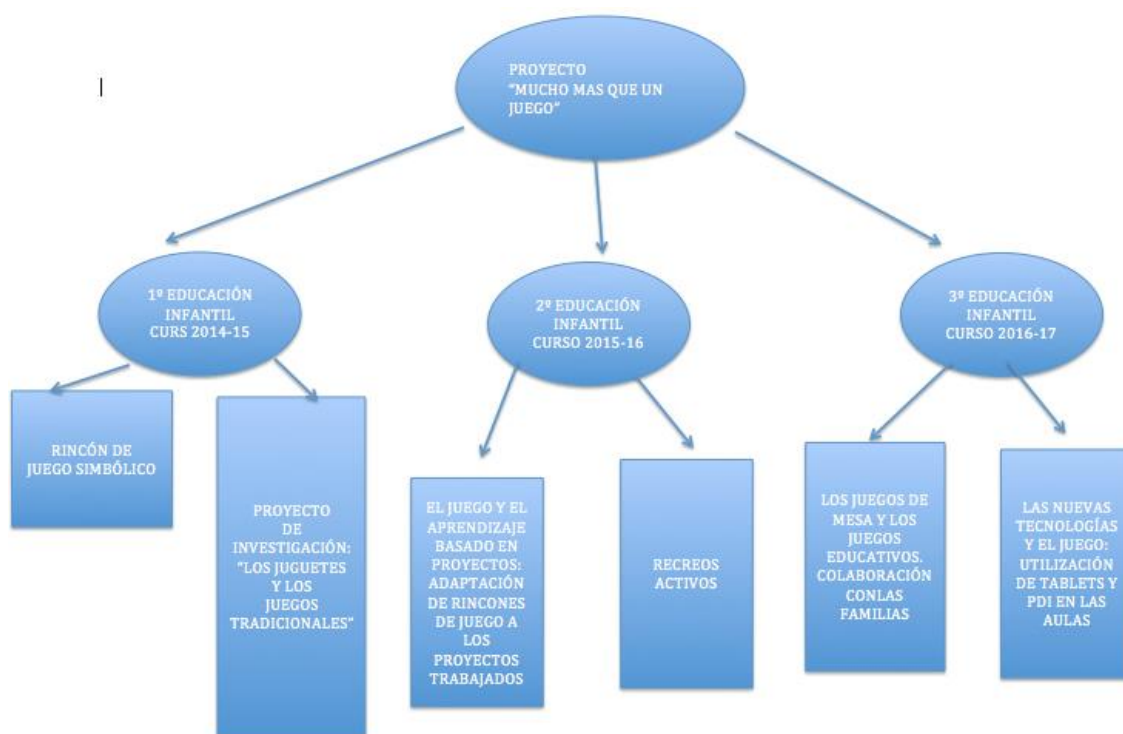 PROYECTO
"MUCHO MAS QUE UN
JUEGO"
1º EDUCACIÓN
INFANTIL
CURS 2014-15
2º EDUCACIÓN
INFANTIL
CURSO 2015-16
3º EDUCACIÓN
INFANTIL
CURSO 2016-17
RINCÓN DE
JUEGO SIMBÓLICO
PROYECTO
DE
INVESTIGACIÓN:
"LOS JUGUETES
Y LOS
JUEGOS
TRADICIONALES"
EL JUEGO Y EL
APRENDIZAJE
BASADO EN
PROYECTOS:
ADAPTACIÓN
DE RINCONES
DE JUEGO A
LOS
PROYECTOS
TRABAJADOS
RECREOS
ACTIVOS
LOS JUEGOS DE
MESA Y LOS
JUEGOS
EDUCATIVOS.
COLABORACIÓN
CONLAS
FAMILIAS
LAS NUEVAS
TECNOLOGÍAS
Y EL JUEGO:
UTILIZACIÓN
DE TABLETS Y
PDI EN LAS
AULAS